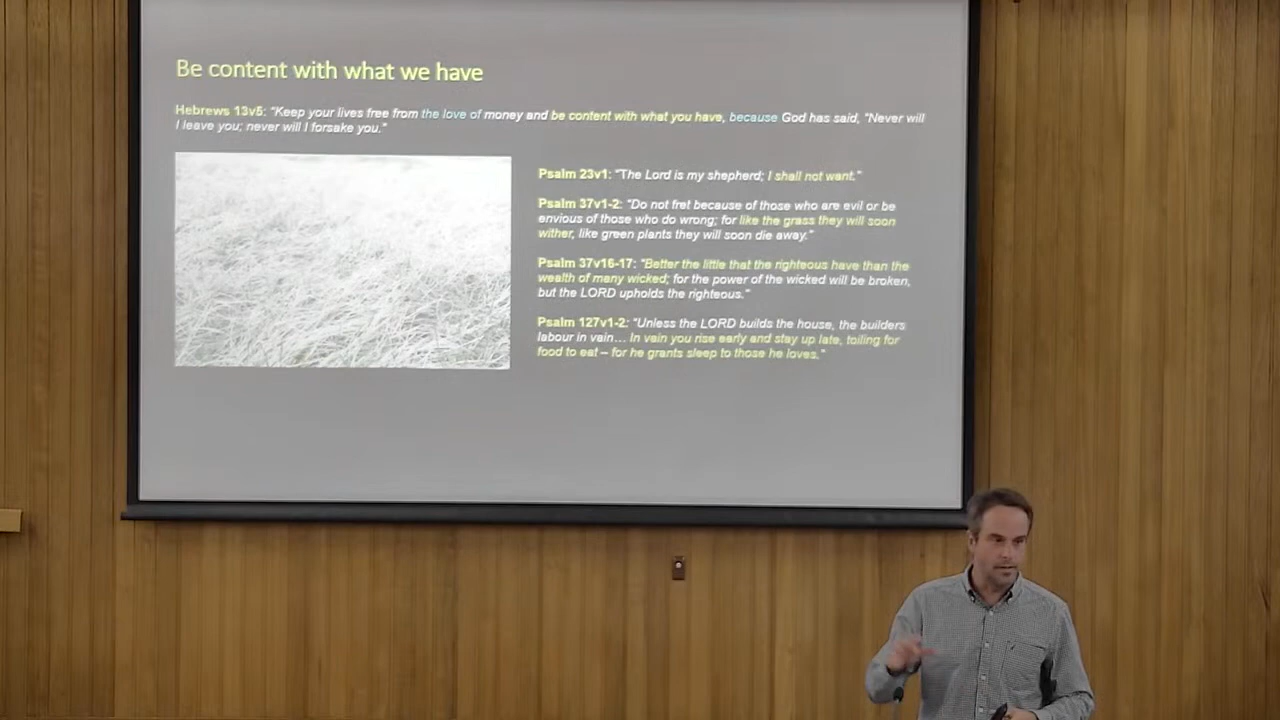 Be content with what we have
Hebrews 13v5: "Keep your lives free from the love of money and be content with what you have, because God has said, "Never will
I leave you; never will I forsake you."
Psalm 23v1: "The Lord is my shepherd; I shall not want."
Psalm 37v1-2: "Do not fret because of those who are evil or be
envious of those who do wrong; for like the grass they will soon
wither, like green plants they will soon die away."
Psalm 37v16-17: "Better the little that the righteous have than the
wealth of many wicked; for the power of the wicked will be broken,
but the LORD upholds the righteous."
Psalm 127v1-2: "Unless the LORD builds the house, the builders
labour in vain… In vain you rise early and stay up late, toiling for
food to eat – for he grants sleep to those he loves."